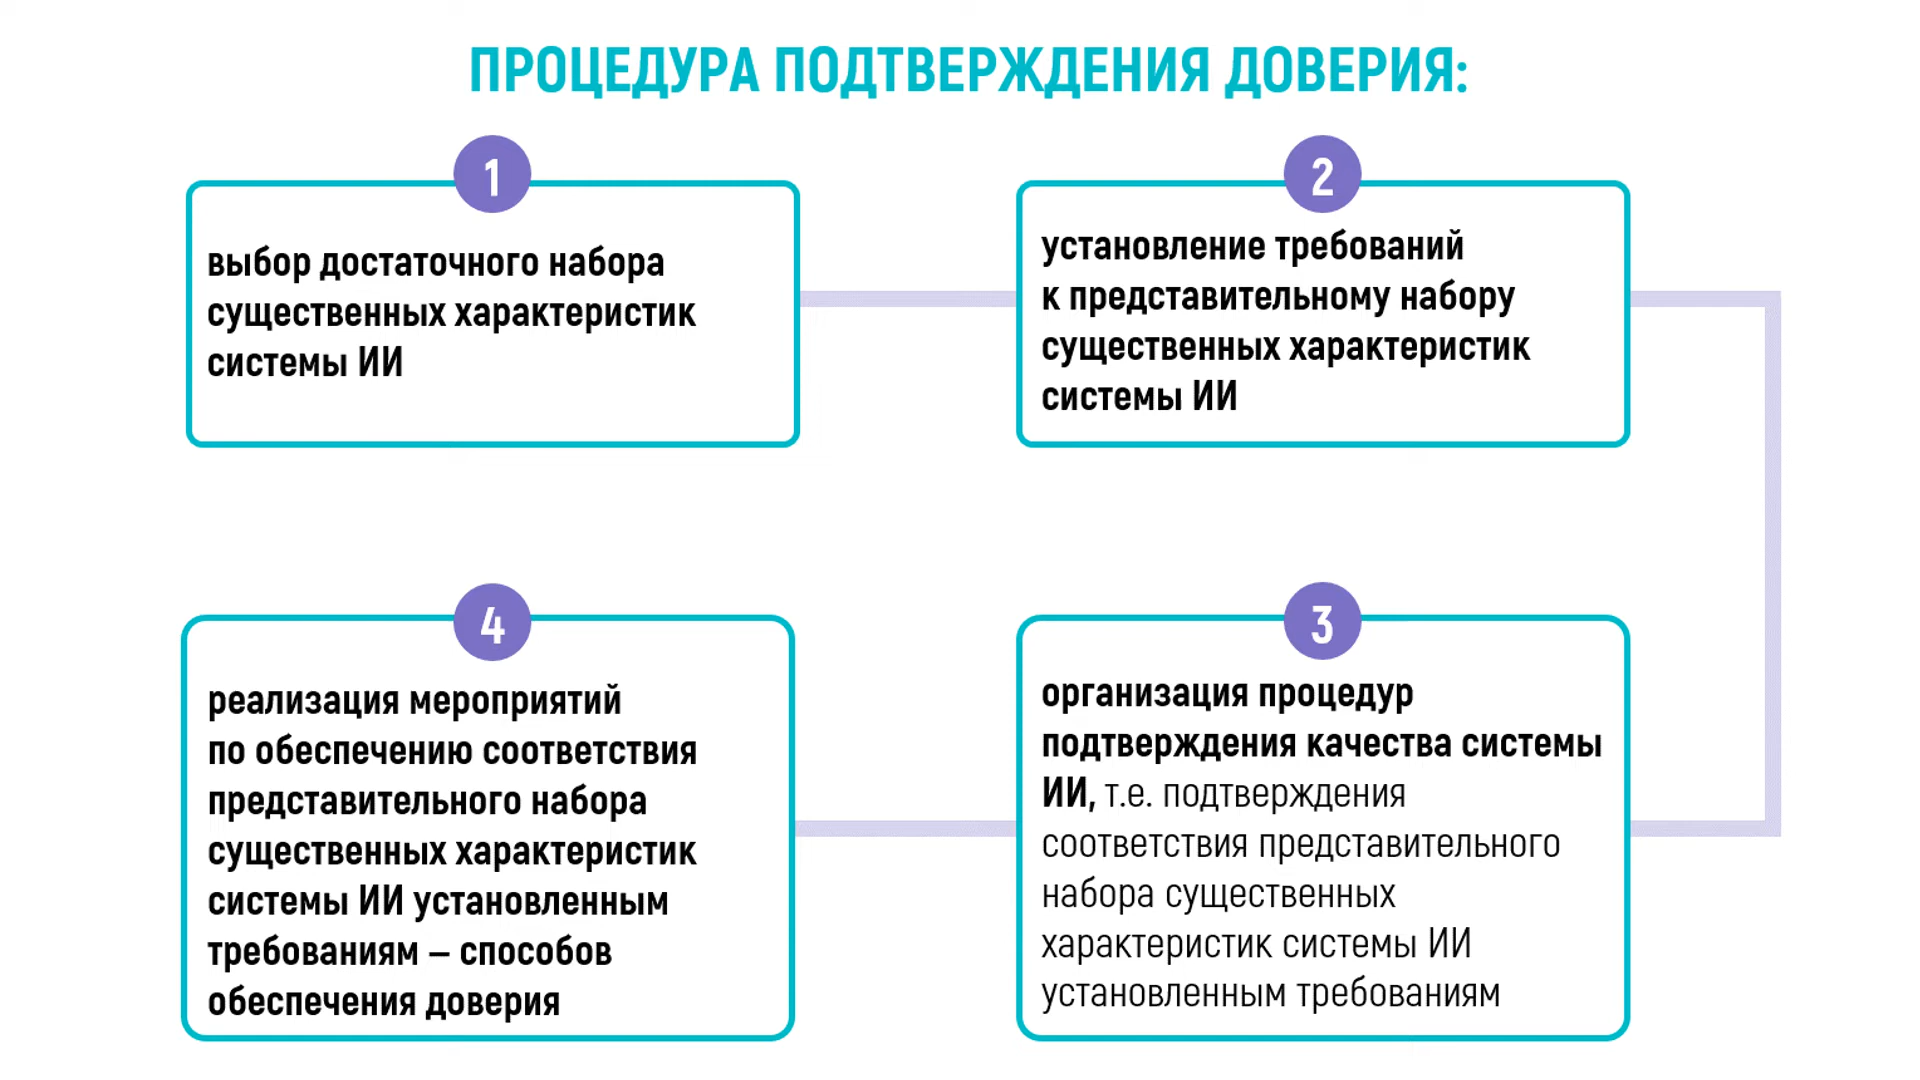 ПРОЦЕДУРА ПОДТВЕРЖДЕНИЯ ДОВЕРИЯ:
1
выбор достаточного набора
существенных характеристик
системы ИИ
2
установление требований
к представительному набору
существенных характеристик
системы ИИ
3
организация процедур
подтверждения качества системы
ИИ, т.е. подтверждения
соответствия представительного
набора существенных
характеристик системы ИИ
установленным требованиям
4
реализация мероприятий
по обеспечению соответствия
представительного набора
существенных характеристик
системы ИИ установленным
требованиям – способов
обеспечения доверия